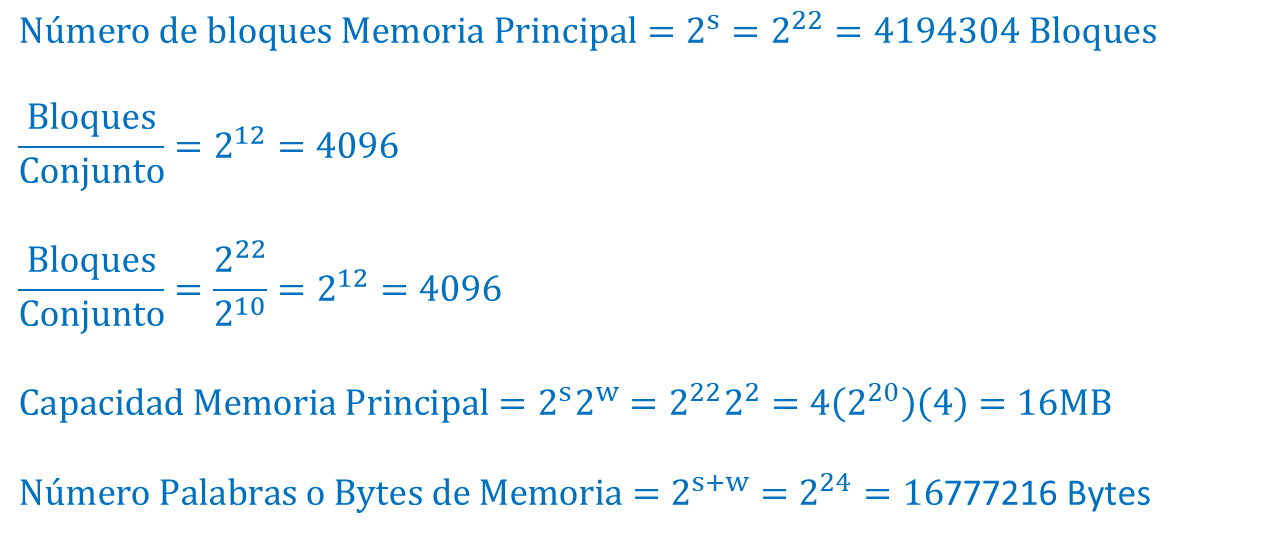 Número de bloques Memoria Principal = 2^s = 2^22 = 4194304 Bloques
Bloques/Conjunto = 2^12 = 4096
Bloques/Conjunto = 2^22/2^10 = 2^12 = 4096
Capacidad Memoria Principal = 2^s 2^w = 2^22 2^2 = 4(2^20)(4) = 16MB
Número Palabras o Bytes de Memoria = 2^(s+w) = 2^24 = 16777216 Bytes